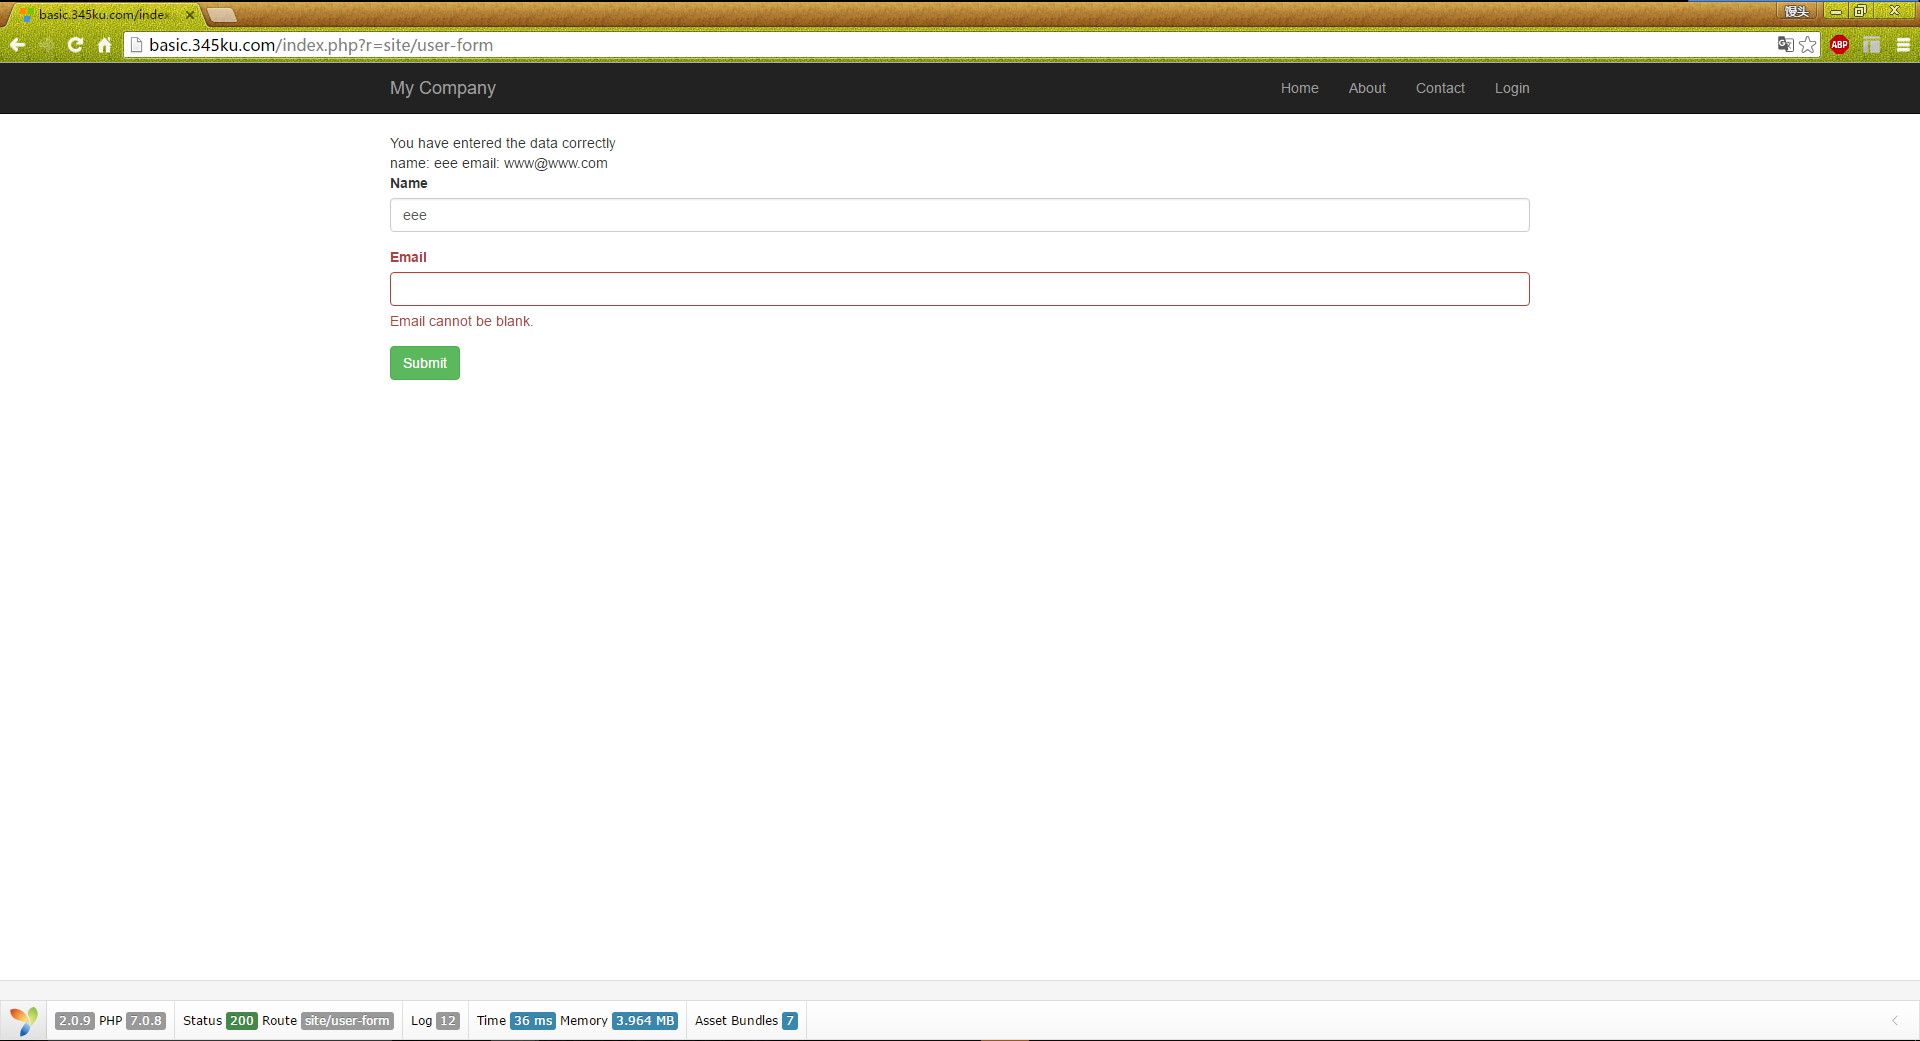 basic.345ku.com/index
馒头
basic.345ku.com/index.php?r=site/user-form
ABP
My Company
Home About Contact Login
You have entered the data correctly
name: eee email: www@www.com
Name
eee
Email
Email cannot be blank.
Submit
2.0.9 PHP 7.0.8 Status 200 Route site/user-form Log 12 Time 36 ms Memory 3.964 MB Asset Bundles 7